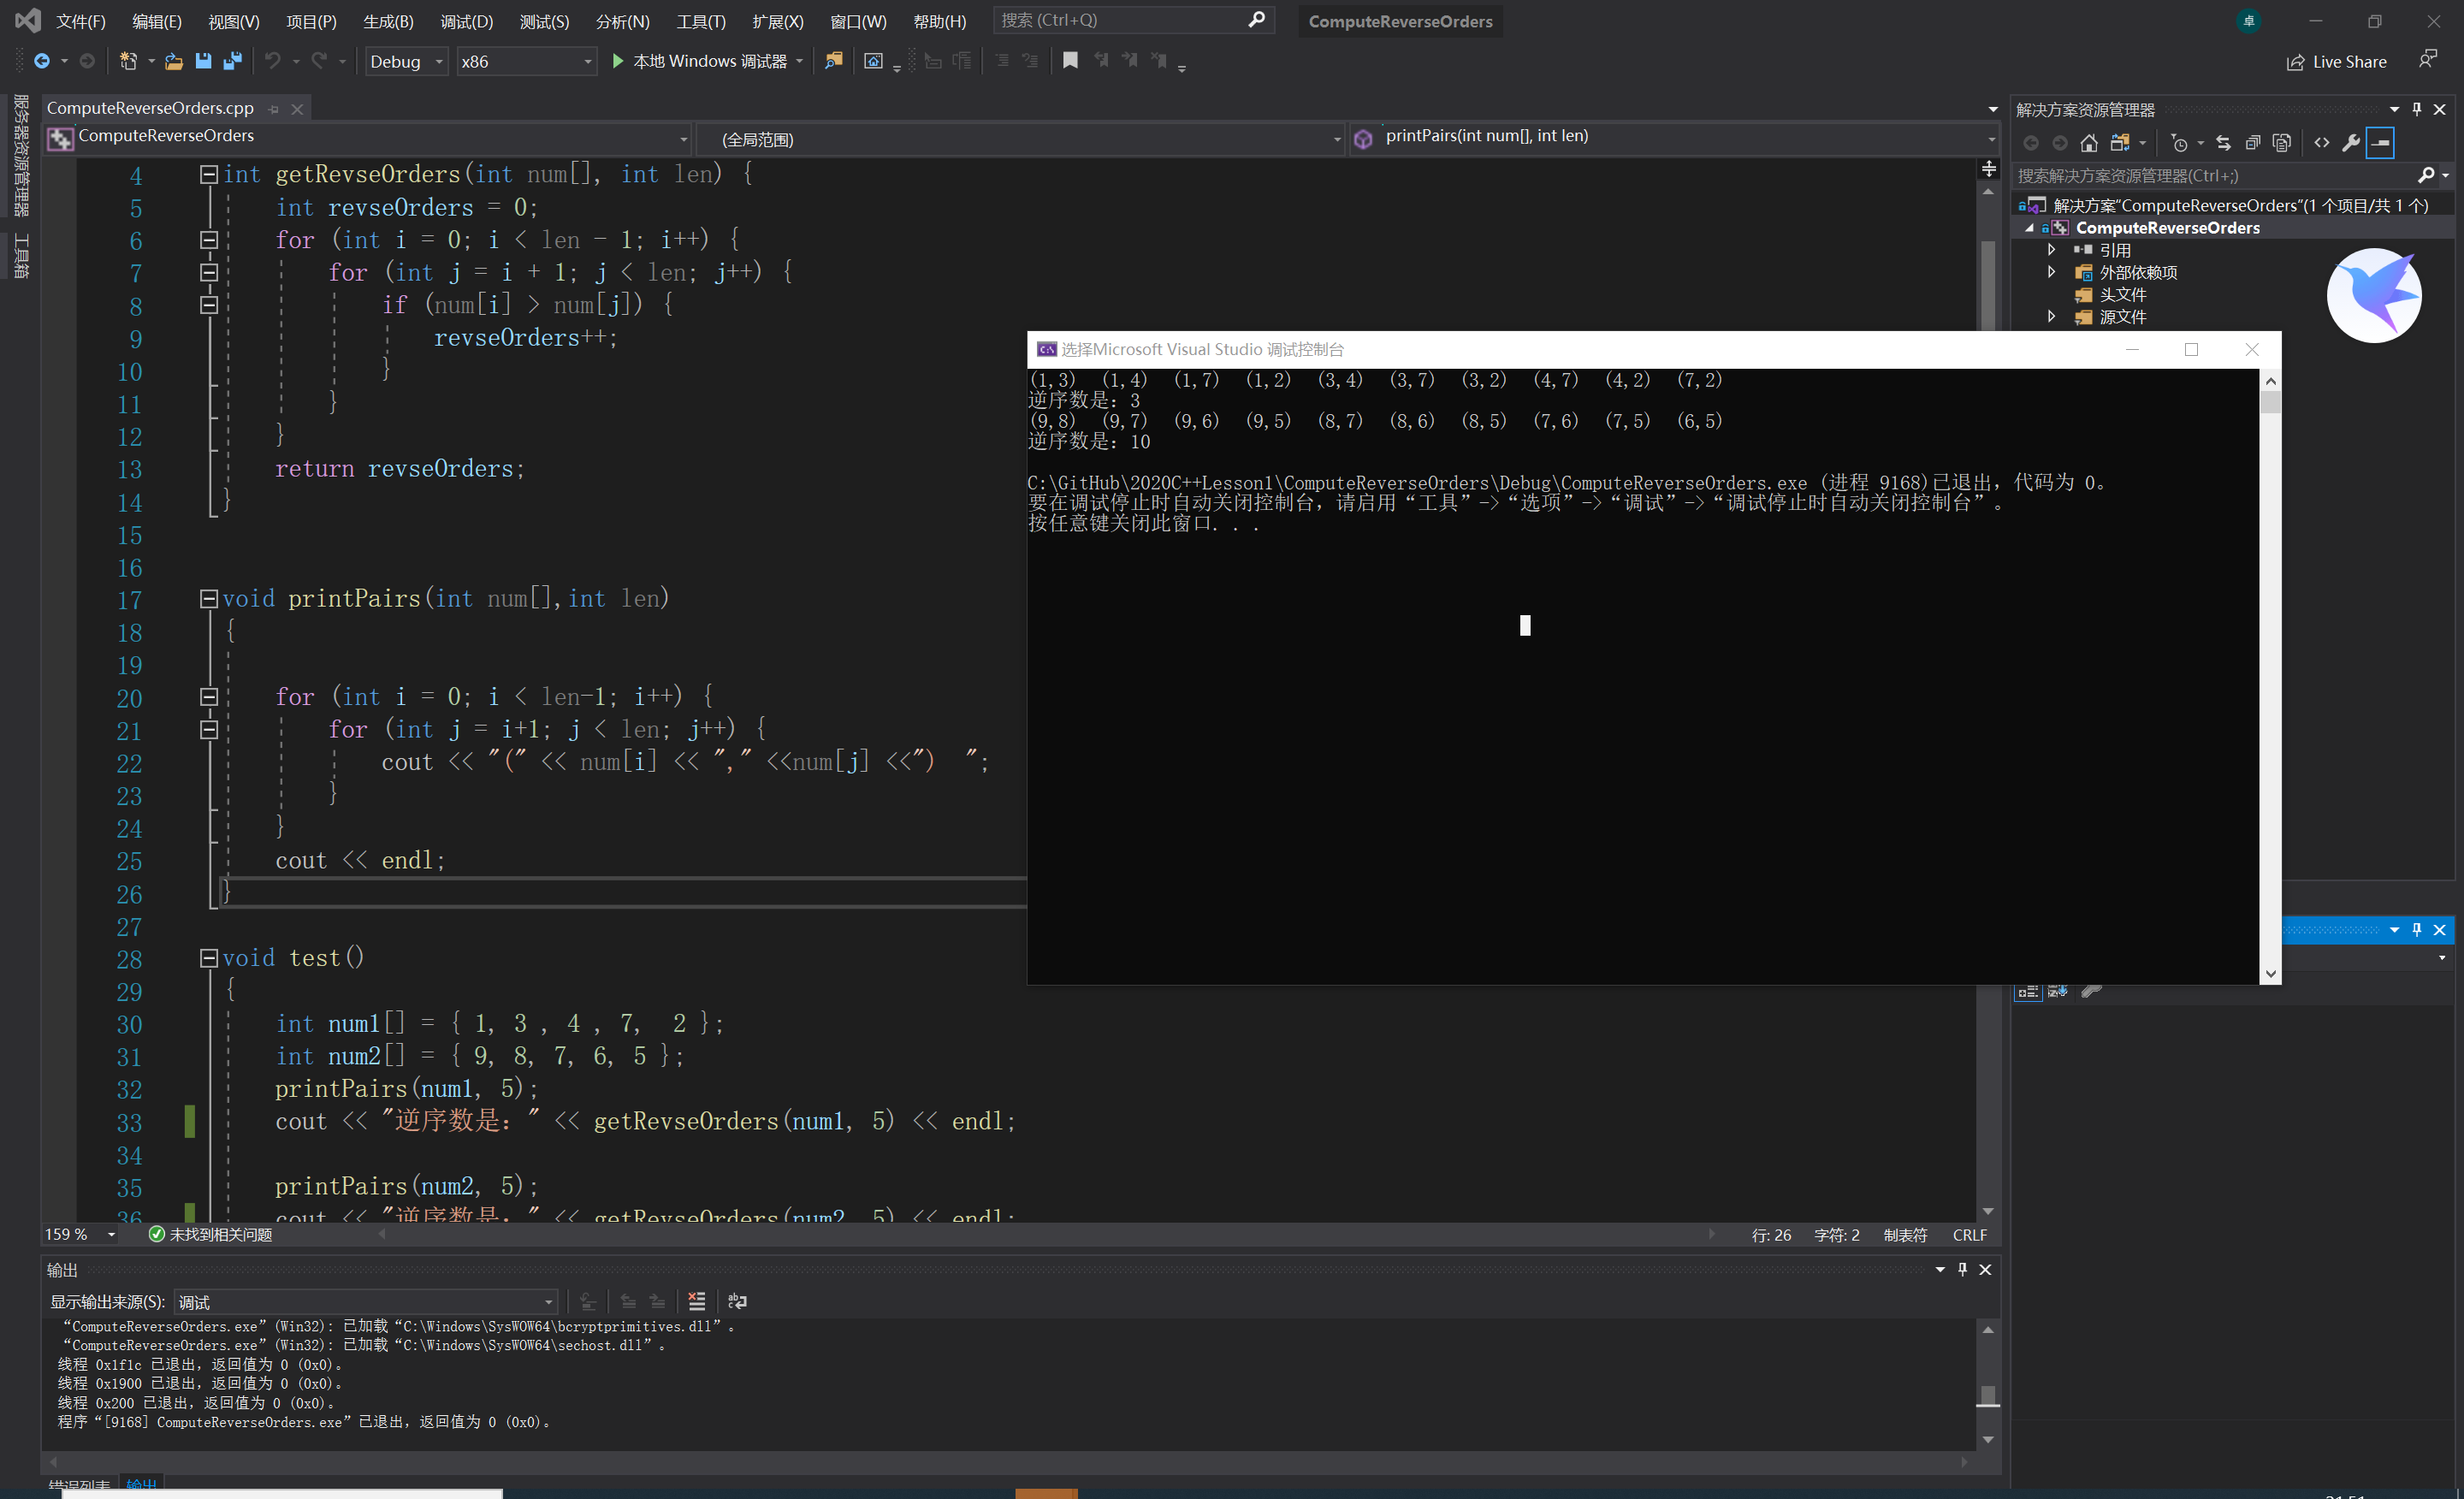 文件(F) 编辑(E) 视图(V) 项目(P) 生成(B) 调试(D) 测试(S) 分析(N) 工具(T) 扩展(X) 窗口(W) 帮助(H) 搜索 (Ctrl+Q) ComputeReverseOrders 卓
Debug x86 本地 Windows 调试器 Live Share
服务器资源管理器
工具箱
ComputeReverseOrders.cpp
ComputeReverseOrders (全局范围) printPairs(int num[], int len)
4 int getRevseOrders(int num[], int len) {
5 int revseOrders = 0;
6 for (int i = 0; i < len - 1; i++) {
7 for (int j = i + 1; j < len; j++) {
8 if (num[i] > num[j]) {
9 revseOrders++;
10 }
11 }
12 }
13 return revseOrders;
14 }
15
16
17 void printPairs(int num[],int len)
18 {
19
20 for (int i = 0; i < len-1; i++) {
21 for (int j = i+1; j < len; j++) {
22 cout << "(" << num[i] << "," <<num[j] <<")  ";
23 }
24 }
25 cout << endl;
26 }
27
28 void test()
29 {
30 int num1[] = { 1, 3 , 4 , 7,  2 };
31 int num2[] = { 9, 8, 7, 6, 5 };
32 printPairs(num1, 5);
33 cout << "逆序数是：" << getRevseOrders(num1, 5) << endl;
34
35 printPairs(num2, 5);
36 cout << "逆序数是：" << getRevseOrders(num2, 5) << endl;
159 % 未找到相关问题 行: 26 字符: 2 制表符 CRLF
选择Microsoft Visual Studio 调试控制台
(1,3)  (1,4)  (1,7)  (1,2)  (3,4)  (3,7)  (3,2)  (4,7)  (4,2)  (7,2)
逆序数是：3
(9,8)  (9,7)  (9,6)  (9,5)  (8,7)  (8,6)  (8,5)  (7,6)  (7,5)  (6,5)
逆序数是：10
C:\GitHub\2020C++Lesson1\ComputeReverseOrders\Debug\ComputeReverseOrders.exe (进程 9168)已退出，代码为 0。
要在调试停止时自动关闭控制台，请启用“工具”->“选项”->“调试”->“调试停止时自动关闭控制台”。
按任意键关闭此窗口. . .
解决方案资源管理器
搜索解决方案资源管理器(Ctrl+;)
解决方案"ComputeReverseOrders"(1 个项目/共 1 个)
ComputeReverseOrders
引用
外部依赖项
头文件
源文件
输出
显示输出来源(S): 调试
“ComputeReverseOrders.exe”(Win32): 已加载“C:\Windows\SysWOW64\bcryptprimitives.dll”。
“ComputeReverseOrders.exe”(Win32): 已加载“C:\Windows\SysWOW64\sechost.dll”。
线程 0x1f1c 已退出，返回值为 0 (0x0)。
线程 0x1900 已退出，返回值为 0 (0x0)。
线程 0x200 已退出，返回值为 0 (0x0)。
程序“[9168] ComputeReverseOrders.exe”已退出，返回值为 0 (0x0)。
错误列表 输出